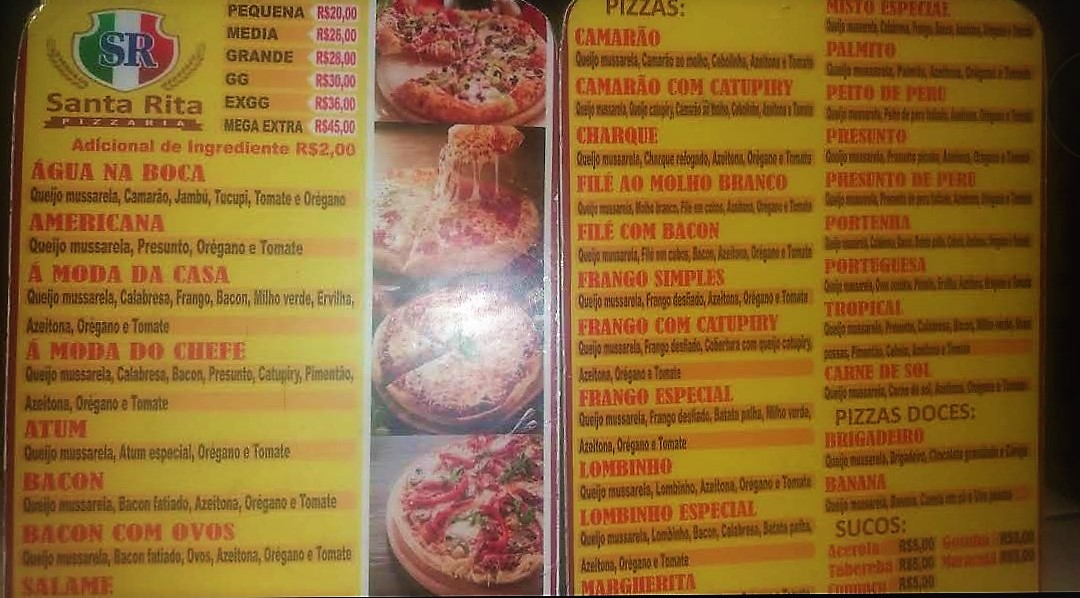 SR
Santa Rita
PIZZARIA
PEQUENA R$20,00
MEDIA R$26,00
GRANDE R$28,00
GG R$30,00
EXGG R$36,00
MEGA EXTRA R$45,00
Adicional de Ingrediente R$2,00
ÁGUA NA BOCA
Queijo mussarela, Camarão, Jambú, Tucupi, Tomate e Orégano
AMERICANA
Queijo mussarela, Presunto, Orégano e Tomate
Á MODA DA CASA
Queijo mussarela, Calabresa, Frango, Bacon, Milho verde, Ervilha,
Azeitona, Orégano e Tomate
Á MODA DO CHEFE
Queijo mussarela, Calabresa, Bacon, Presunto, Catupiry, Pimentão,
Azeitona, Orégano e Tomate
ATUM
Queijo mussarela, Atum especial, Orégano e Tomate
BACON
Queijo mussarela, Bacon fatiado, Azeitona, Orégano e Tomate
BACON COM OVOS
Queijo mussarela, Bacon fatiado, Ovos, Azeitona, Orégano e Tomate
SALAME
PIZZAS:
CAMARÃO
Queijo mussarela, Camarão ao molho, Cebolinha, Azeitona e Tomate
CAMARÃO COM CATUPIRY
Queijo mussarela, Queijo catupiry, Camarão ao molho, Cebolinha, Azeitona e Tomate
CHARQUE
Queijo mussarela, Charque refogado, Azeitona, Orégano e Tomate
FILÉ AO MOLHO BRANCO
Queijo mussarela, Molho branco, Filé em cubos, Azeitona, Orégano e Tomate
FILÉ COM BACON
Queijo mussarela, Filé em cubos, Bacon, Azeitona, Orégano e Tomate
FRANGO SIMPLES
Queijo mussarela, Frango desfiado, Azeitona, Orégano e Tomate
FRANGO COM CATUPIRY
Queijo mussarela, Frango desfiado, Cobertura com queijo catupiry,
Azeitona, Orégano e Tomate
FRANGO ESPECIAL
Queijo mussarela, Frango desfiado, Batata palha, Milho verde,
Azeitona, Orégano e Tomate
LOMBINHO
Queijo mussarela, Lombinho, Azeitona, Orégano e Tomate
LOMBINHO ESPECIAL
Queijo mussarela, Lombinho, Bacon, Calabresa, Batata palha,
Azeitona, Orégano e Tomate
MARGHERITA
MISTO ESPECIAL
Queijo mussarela, Calabresa, Frango, Azeitona, Orégano e Tomate
PALMITO
Queijo mussarela, Palmito, Azeitona, Orégano e Tomate
PEITO DE PERU
Queijo mussarela, Peito de peru fatiado, Azeitona, Orégano e Tomate
PRESUNTO
Queijo mussarela, Presunto picado, Azeitona, Orégano e Tomate
PRESUNTO DE PERU
Queijo mussarela, Presunto de peru fatiado, Azeitona, Orégano e Tomate
PORTENHA
Queijo mussarela, Calabresa
PORTUGUESA
Queijo mussarela, Ervilha, Azeitona, Orégano e Tomate
TROPICAL
Queijo mussarela, Presunto, Calabresa, Bacon, Milho verde,
passas, Pimentão, Cebola, Azeitona e Tomate
CARNE DE SOL
Queijo mussarela, Carne de sol, Azeitona, Orégano e Tomate
PIZZAS DOCES:
BRIGADEIRO
Queijo mussarela, Brigadeiro, Chocolate granulado e Cereja
BANANA
Queijo mussarela, Banana, Canela em pó e Uva passas
SUCOS:
Acerola R$5,00 Goiaba
Taberebá R$5,00 Maracujá R$5,00
Cupuaçu R$5,00